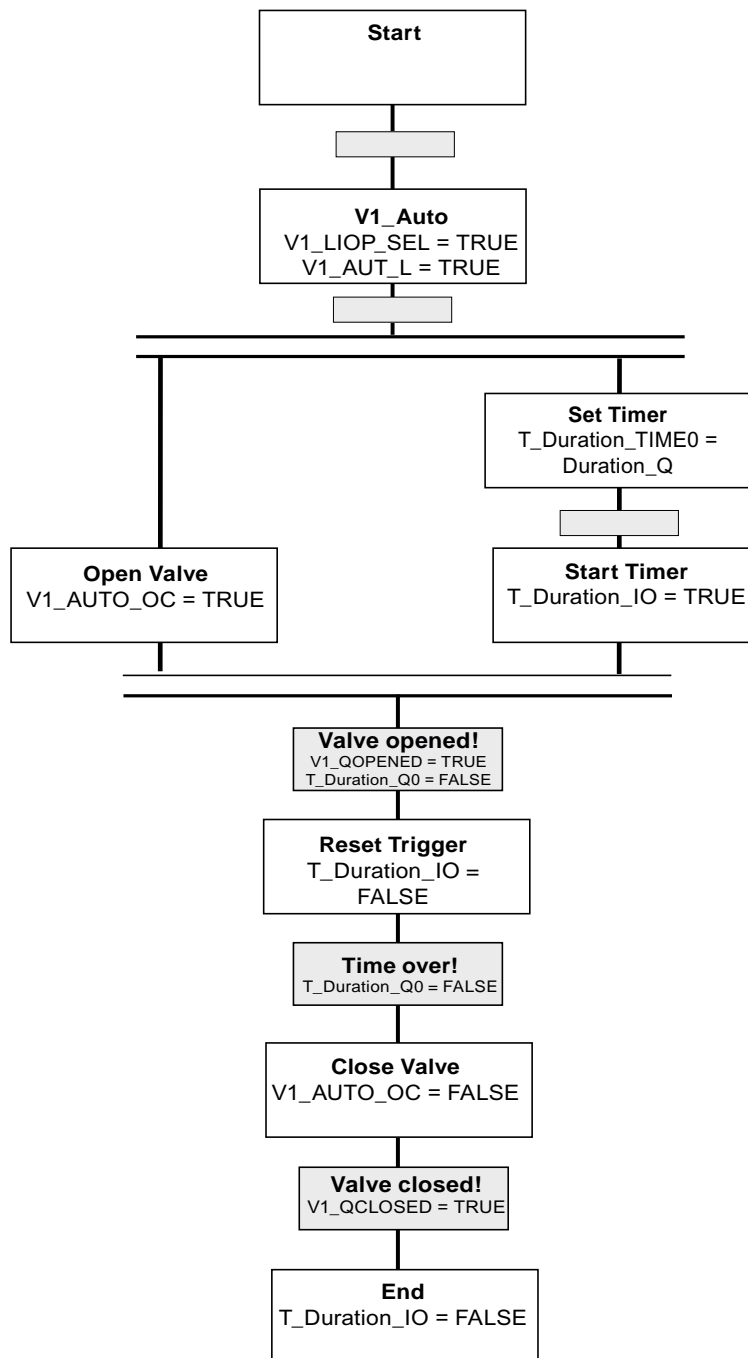 Start
V1_Auto
V1_LIOP_SEL = TRUE
V1_AUT_L = TRUE
Set Timer
T_Duration_TIME0 =
Duration_Q
Open Valve
V1_AUTO_OC = TRUE
Start Timer
T_Duration_IO = TRUE
Valve opened!
V1_QOPENED = TRUE
T_Duration_Q0 = FALSE
Reset Trigger
T_Duration_IO =
FALSE
Time over!
T_Duration_Q0 = FALSE
Close Valve
V1_AUTO_OC = FALSE
Valve closed!
V1_QCLOSED = TRUE
End
T_Duration_IO = FALSE